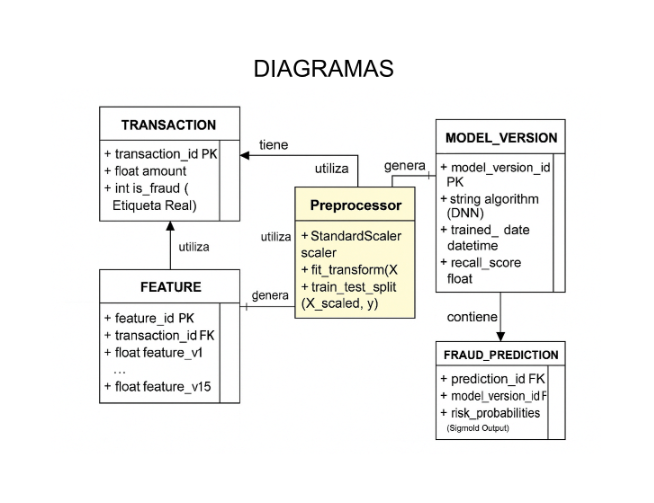 DIAGRAMAS
TRANSACTION
+ transaction_id PK
+ float amount
+ int is_fraud (
Etiqueta Real)
tiene
utiliza
genera
MODEL_VERSION
+ model_version_id
PK
+ string algorithm
(DNN)
+ trained_ date
datetime
+ recall_score
float
Preprocessor
+ StandardScaler
scaler
+ fit_transform(X
+ train_test_split
(X_scaled, y)
utiliza
utiliza
genera
FEATURE
+ feature_id PK
+ transaction_id FK
+ float feature_v1
...
+ float feature_v15
contiene
FRAUD_PREDICTION
+ prediction_id FK
+ model_version_id F
+ risk_probabilities
(Sigmold Output)